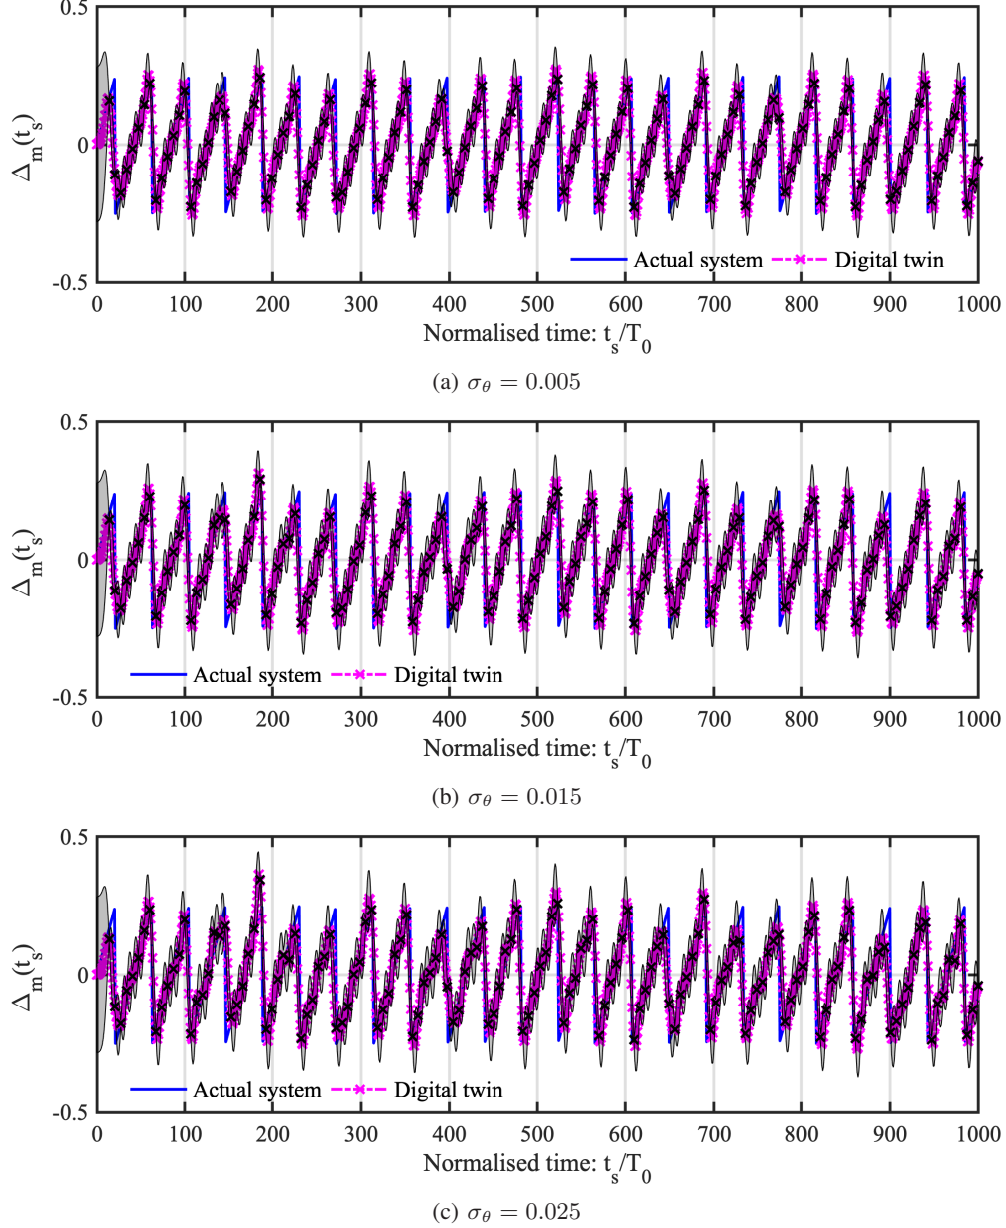 0.5
0
-0.5
Δm(ts)
Actual system Digital twin
0 100 200 300 400 500 600 700 800 900 1000
Normalised time: ts/T0
(a) σθ = 0.005
0.5
0
-0.5
Δm(ts)
Actual system Digital twin
0 100 200 300 400 500 600 700 800 900 1000
Normalised time: ts/T0
(b) σθ = 0.015
0.5
0
-0.5
Δm(ts)
Actual system Digital twin
0 100 200 300 400 500 600 700 800 900 1000
Normalised time: ts/T0
(c) σθ = 0.025